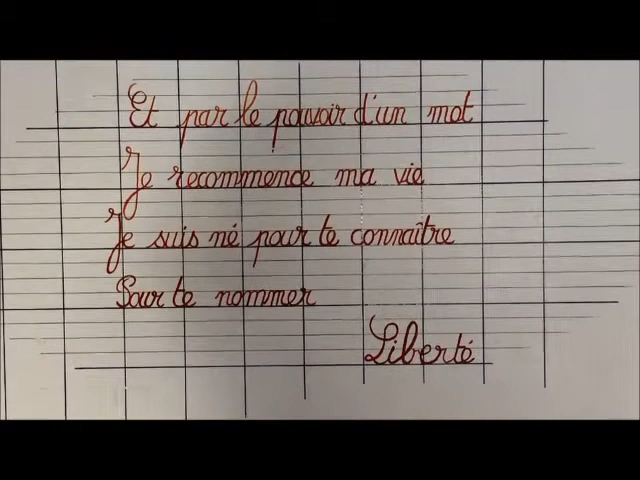 Et par le pouvoir d'un mot
Je recommence ma vie
Je suis né pour te connaître
Pour te nommer
Liberté